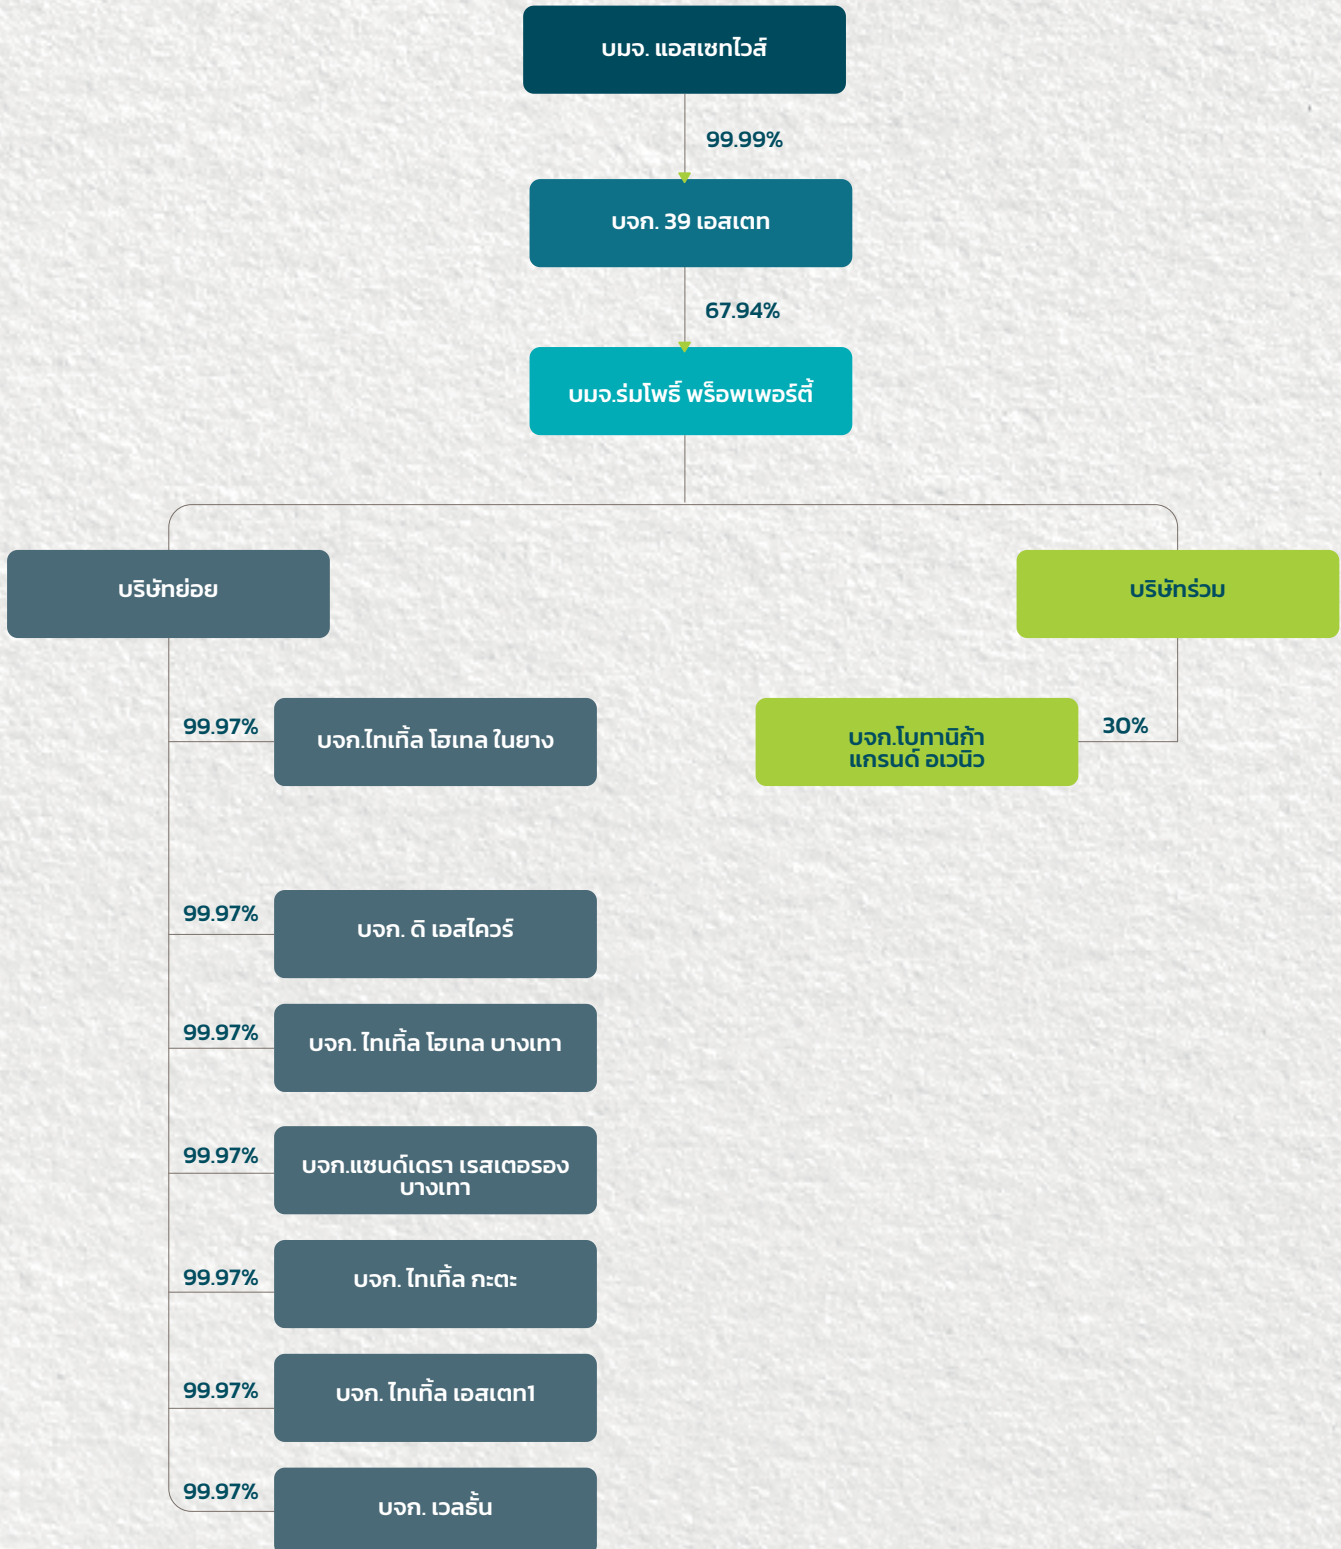 บมจ. แอสเซทไวส์
99.99%
บจก. 39 เอสเตท
67.94%
บมจ.ร่มโพธิ์ พร็อพเพอร์ตี้
บริษัทย่อย
บริษัทร่วม
99.97%
บจก.ไทเทิ้ล โฮเทล ในยาง
บจก.โบทานิก้า
แกรนด์ อเวนิว
30%
99.97%
บจก. ดิ เอสไควร์
99.97%
บจก. ไทเทิ้ล โฮเทล บางเทา
99.97%
บจก.แซนด์เดรา เรสเตอรอง
บางเทา
99.97%
บจก. ไทเทิ้ล กะตะ
99.97%
บจก. ไทเทิ้ล เอสเตท1
99.97%
บจก. เวลธั้น